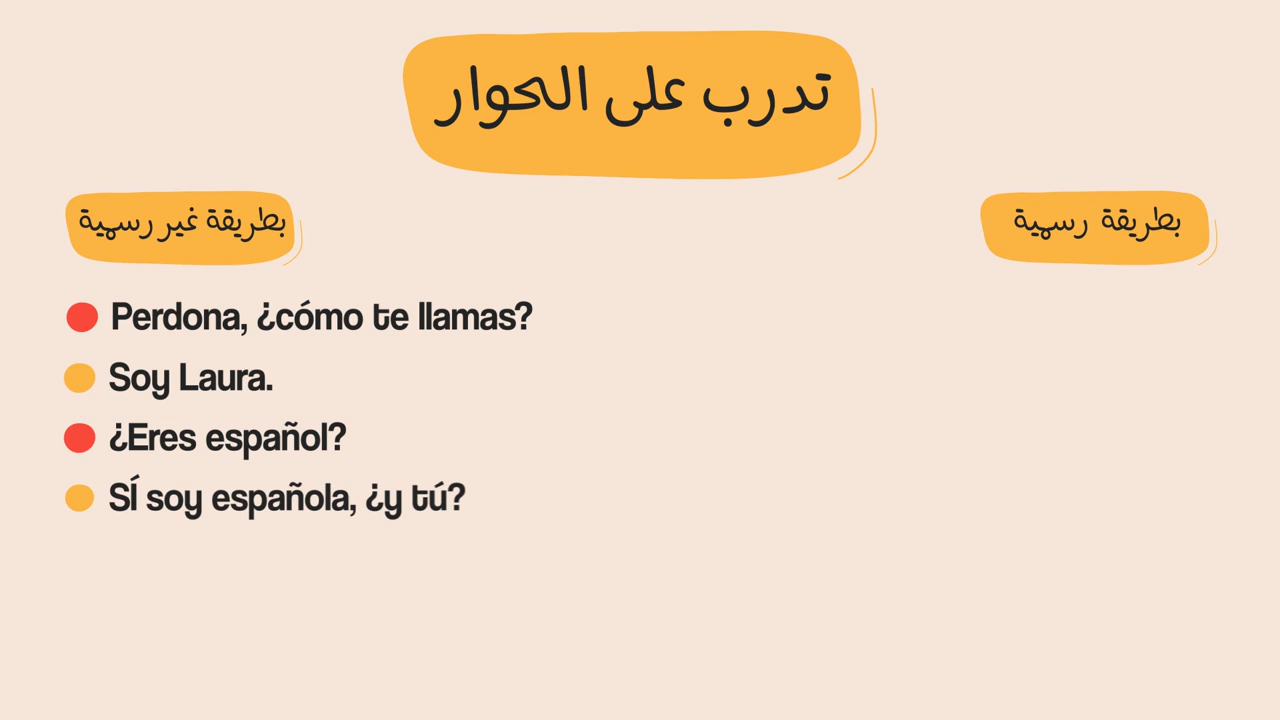 تدرب على الحوار
بطريقة رسمية
بطريقة غير رسمية
Perdona, ¿cómo te llamas?
Soy Laura.
¿Eres español?
SÍ soy española, ¿y tú?